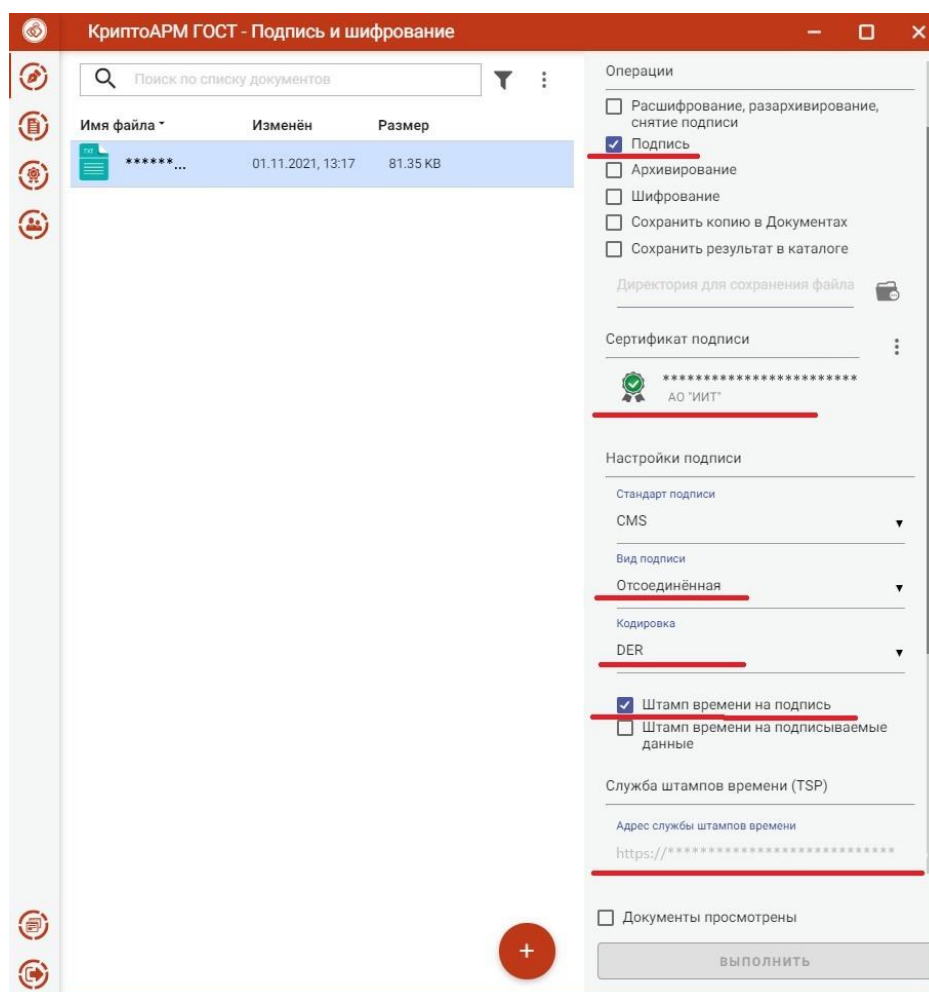 КриптоАРМ ГОСТ - Подпись и шифрование
Поиск по списку документов
Имя файла Изменён Размер
TXT ******... 01.11.2021, 13:17 81.35 KB
Операции
Расшифрование, разархивирование,
снятие подписи
Подпись
Архивирование
Шифрование
Сохранить копию в Документах
Сохранить результат в каталоге
Директория для сохранения файла
Сертификат подписи
************************
АО "ИИТ"
Настройки подписи
Стандарт подписи
CMS
Вид подписи
Отсоединённая
Кодировка
DER
Штамп времени на подпись
Штамп времени на подписываемые
данные
Служба штампов времени (TSP)
Адрес службы штампов времени
https://*****************************
Документы просмотрены
ВЫПОЛНИТЬ